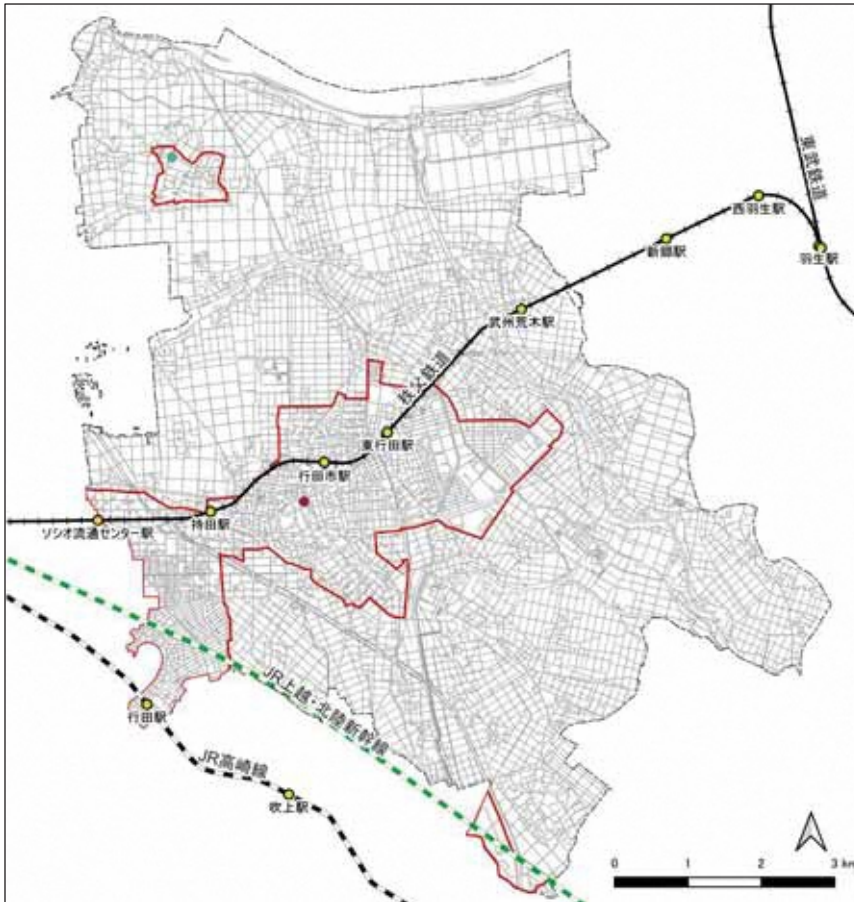 東武鉄道
西羽生駅
新郷駅
羽生駅
武州荒木駅
秩父鉄道
東行田駅
行田市駅
持田駅
ソシオ流通センター駅
JR上越・北陸新幹線
行田駅
JR高崎線
吹上駅
0 1 2 3 km